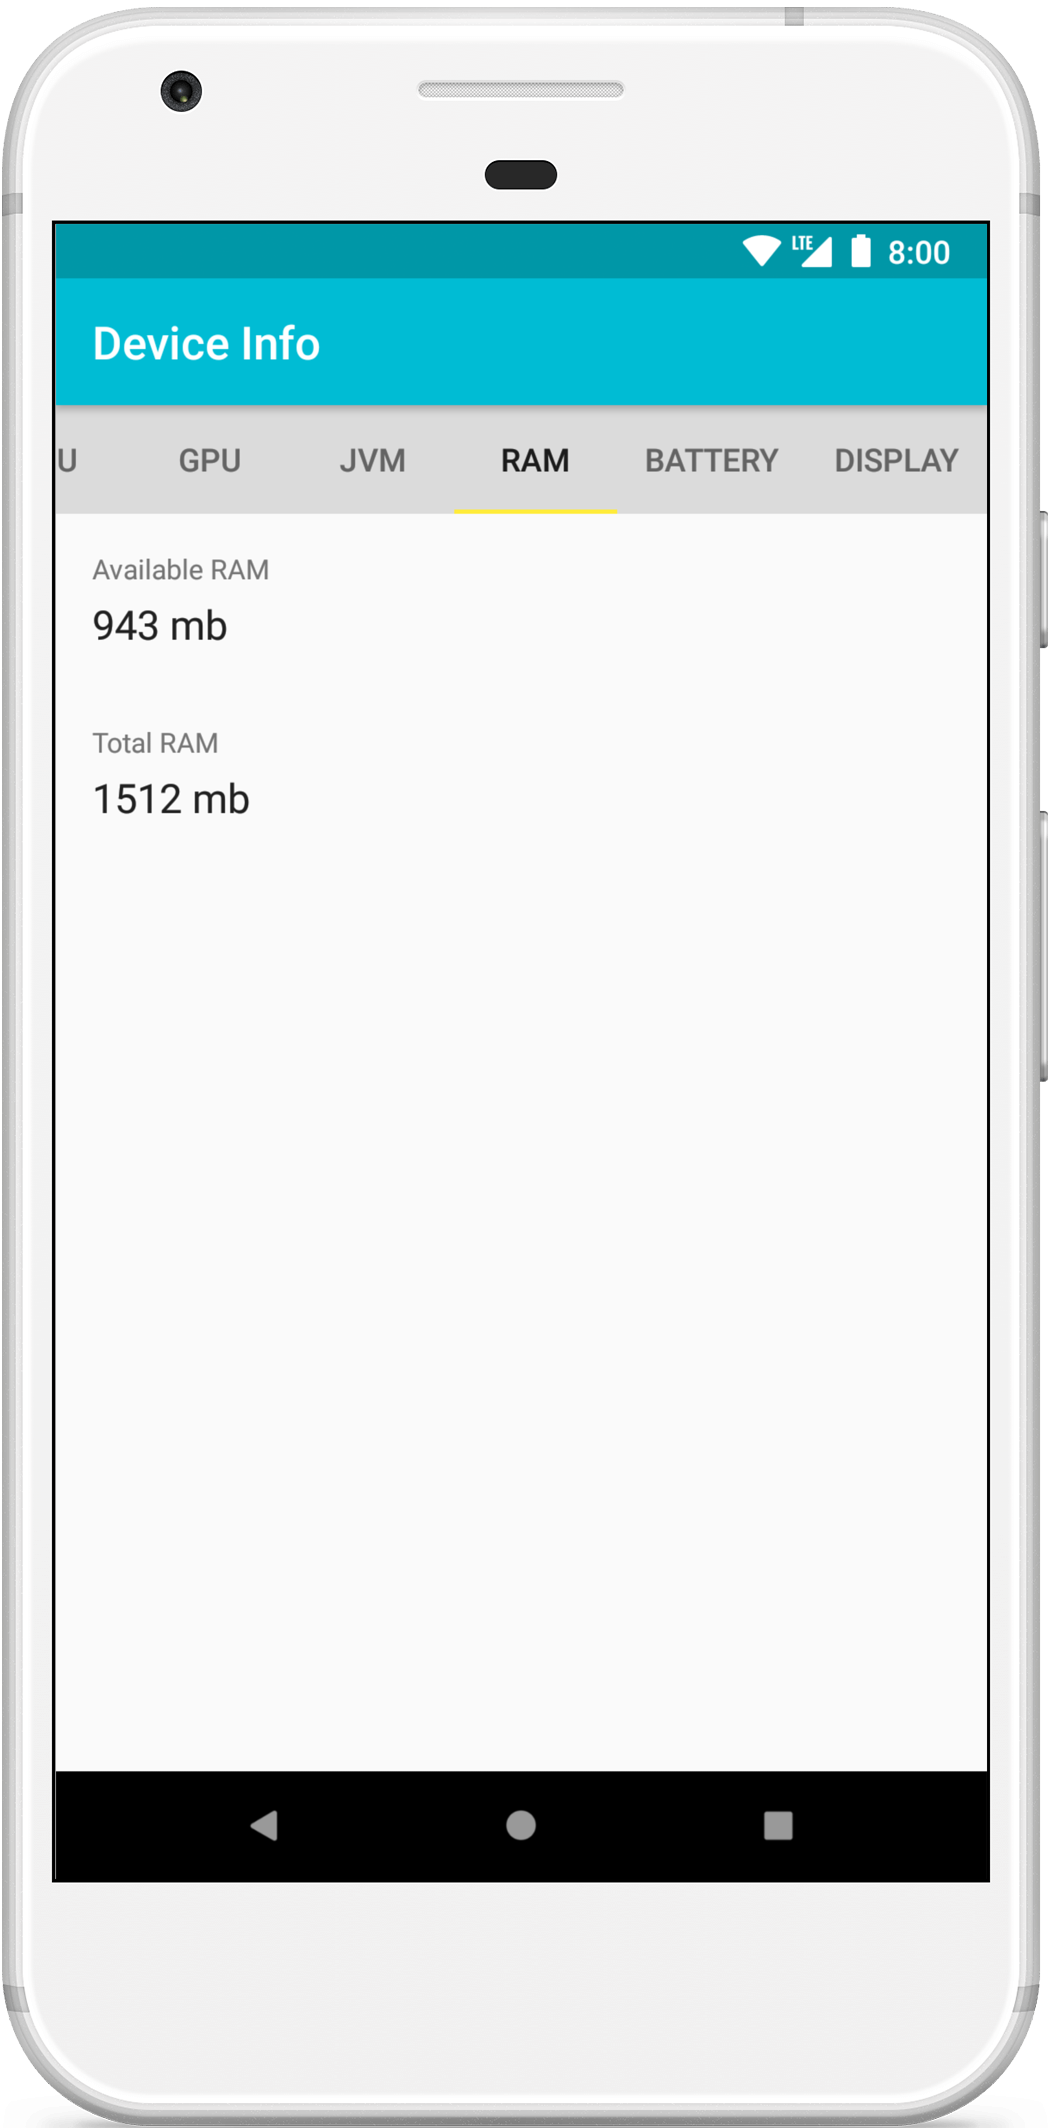 LTE 8:00
Device Info
U GPU JVM RAM BATTERY DISPLAY
Available RAM
943 mb
Total RAM
1512 mb